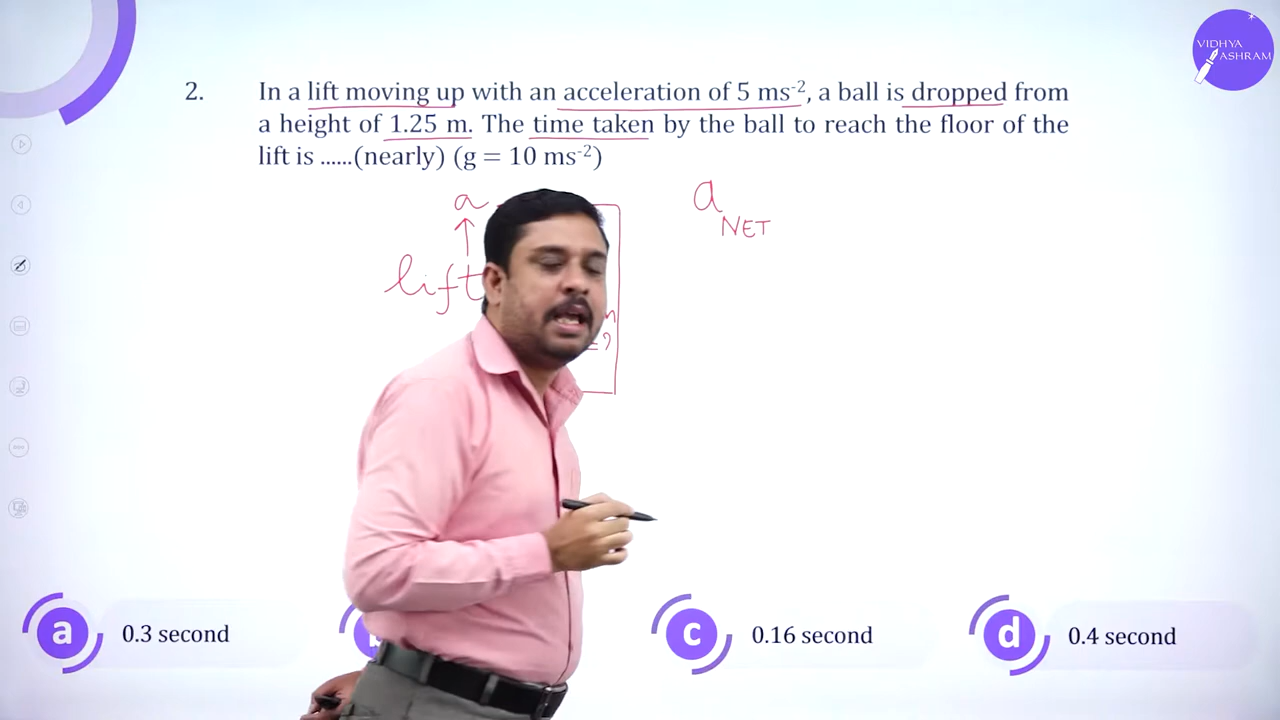 VIDHYA
ASHRAM
2. In a lift moving up with an acceleration of 5 ms⁻², a ball is dropped from
a height of 1.25 m. The time taken by the ball to reach the floor of the
lift is ......(nearly) (g = 10 ms⁻²)
a
lift
a NET
= ?
a 0.3 second
c 0.16 second
d 0.4 second